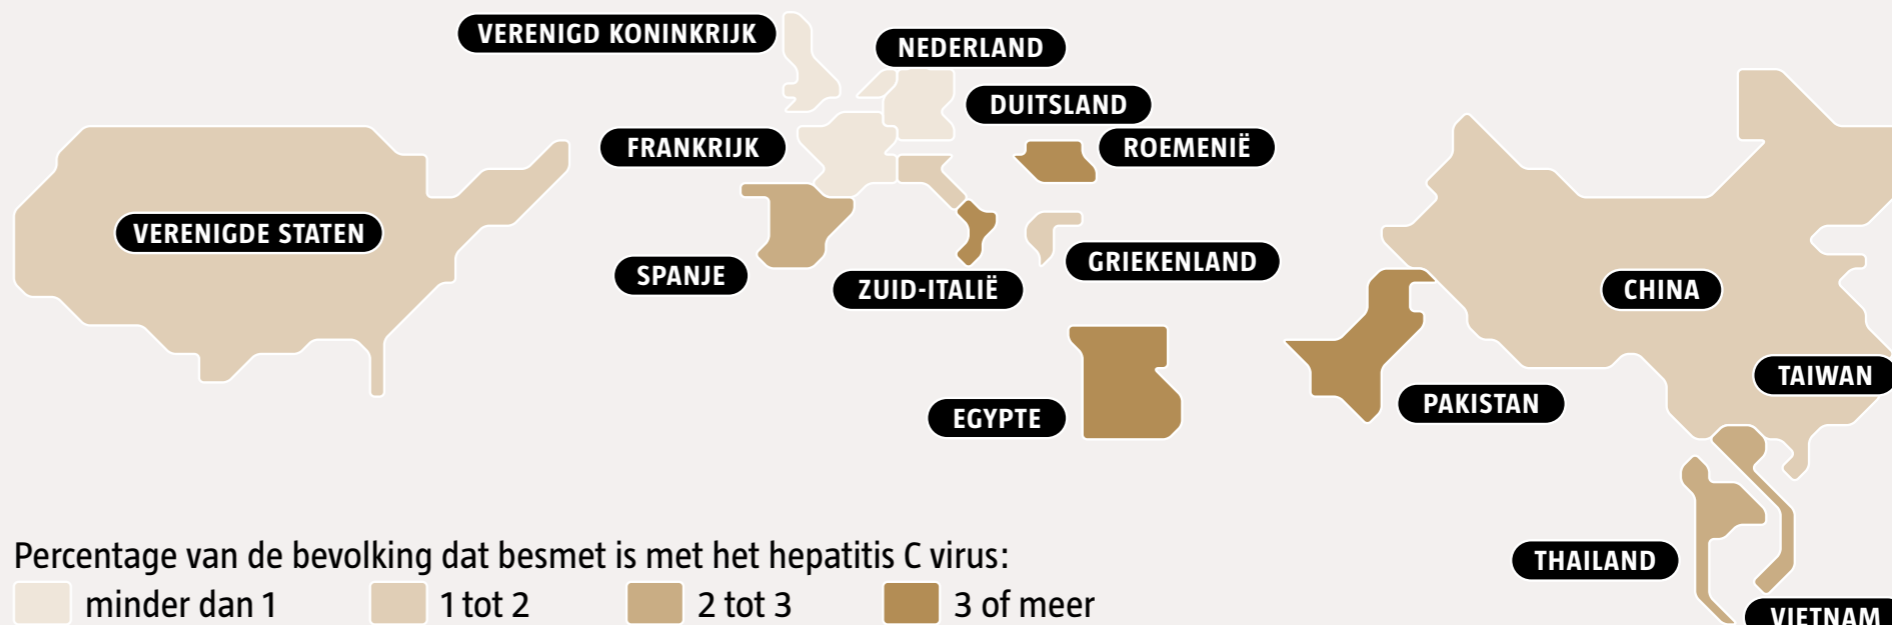 VERENIGD KONINKRIJK
NEDERLAND
DUITSLAND
FRANKRIJK
ROEMENIË
VERENIGDE STATEN
SPANJE
ZUID-ITALIË
GRIEKENLAND
CHINA
TAIWAN
EGYPTE
PAKISTAN
THAILAND
VIETNAM
Percentage van de bevolking dat besmet is met het hepatitis C virus:
minder dan 1 1 tot 2 2 tot 3 3 of meer